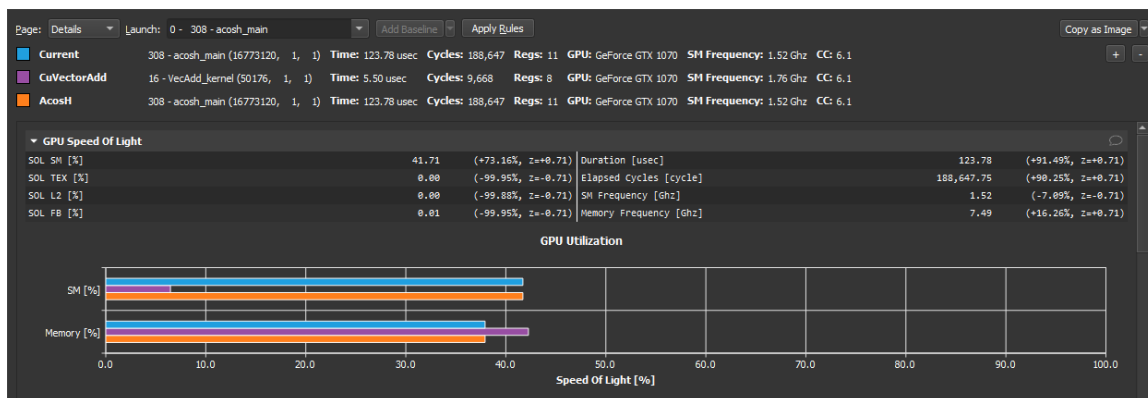 Page: Details Launch: 0 - 308 - acosh_main Add Baseline Apply Rules Copy as Image
Current 308 - acosh_main (16773120, 1, 1) Time: 123.78 usec Cycles: 188,647 Regs: 11 GPU: GeForce GTX 1070 SM Frequency: 1.52 Ghz CC: 6.1 + -
CuVectorAdd 16 - VecAdd_kernel (50176, 1, 1) Time: 5.50 usec Cycles: 9,668 Regs: 8 GPU: GeForce GTX 1070 SM Frequency: 1.76 Ghz CC: 6.1
AcosH 308 - acosh_main (16773120, 1, 1) Time: 123.78 usec Cycles: 188,647 Regs: 11 GPU: GeForce GTX 1070 SM Frequency: 1.52 Ghz CC: 6.1
GPU Speed Of Light
SOL SM [%] 41.71 (+73.16%, z=+0.71) Duration [usec] 123.78 (+91.49%, z=+0.71)
SOL TEX [%] 0.00 (-99.95%, z=-0.71) Elapsed Cycles [cycle] 188,647.75 (+90.25%, z=+0.71)
SOL L2 [%] 0.00 (-99.88%, z=-0.71) SM Frequency [Ghz] 1.52 (-7.09%, z=-0.71)
SOL FB [%] 0.01 (-99.95%, z=-0.71) Memory Frequency [Ghz] 7.49 (+16.26%, z=+0.71)
GPU Utilization
SM [%]
Memory [%]
0.0 10.0 20.0 30.0 40.0 50.0 60.0 70.0 80.0 90.0 100.0
Speed Of Light [%]